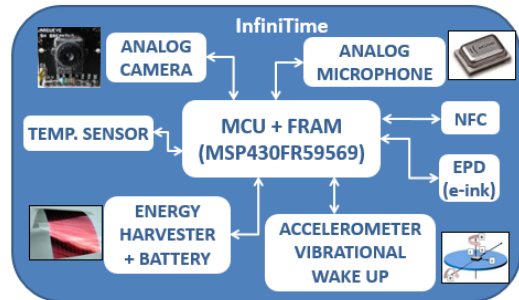 InfiniTime
ANALOG
CAMERA
ANALOG
MICROPHONE
MCU + FRAM
(MSP430FR59569)
NFC
TEMP. SENSOR
EPD
(e-ink)
ENERGY
HARVESTER
+ BATTERY
ACCELEROMETER
VIBRATIONAL
WAKE UP